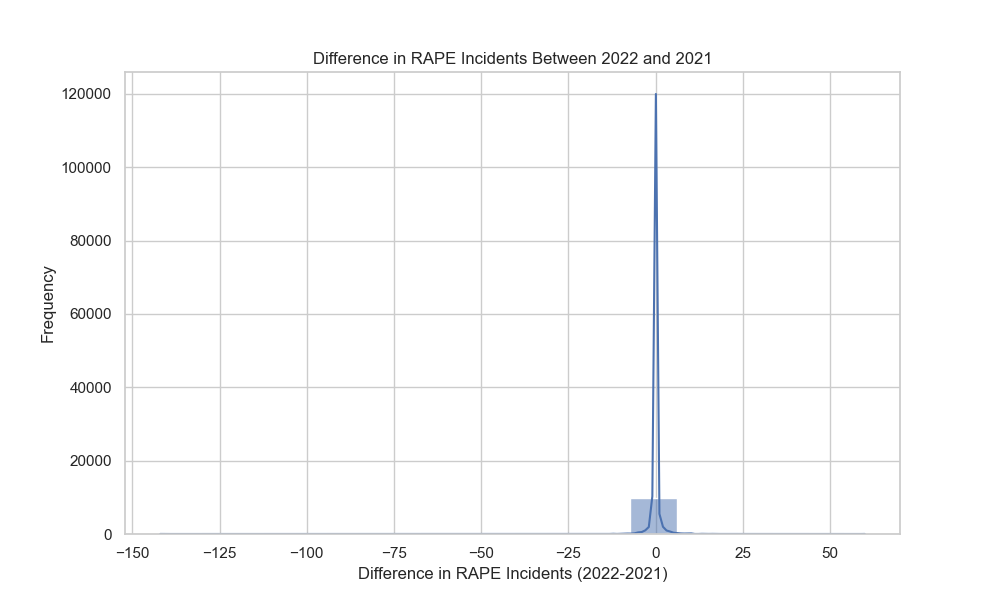 Difference in RAPE Incidents Between 2022 and 2021
120000
100000
80000
60000
40000
20000
0
Frequency
−150 −125 −100 −75 −50 −25 0 25 50
Difference in RAPE Incidents (2022-2021)